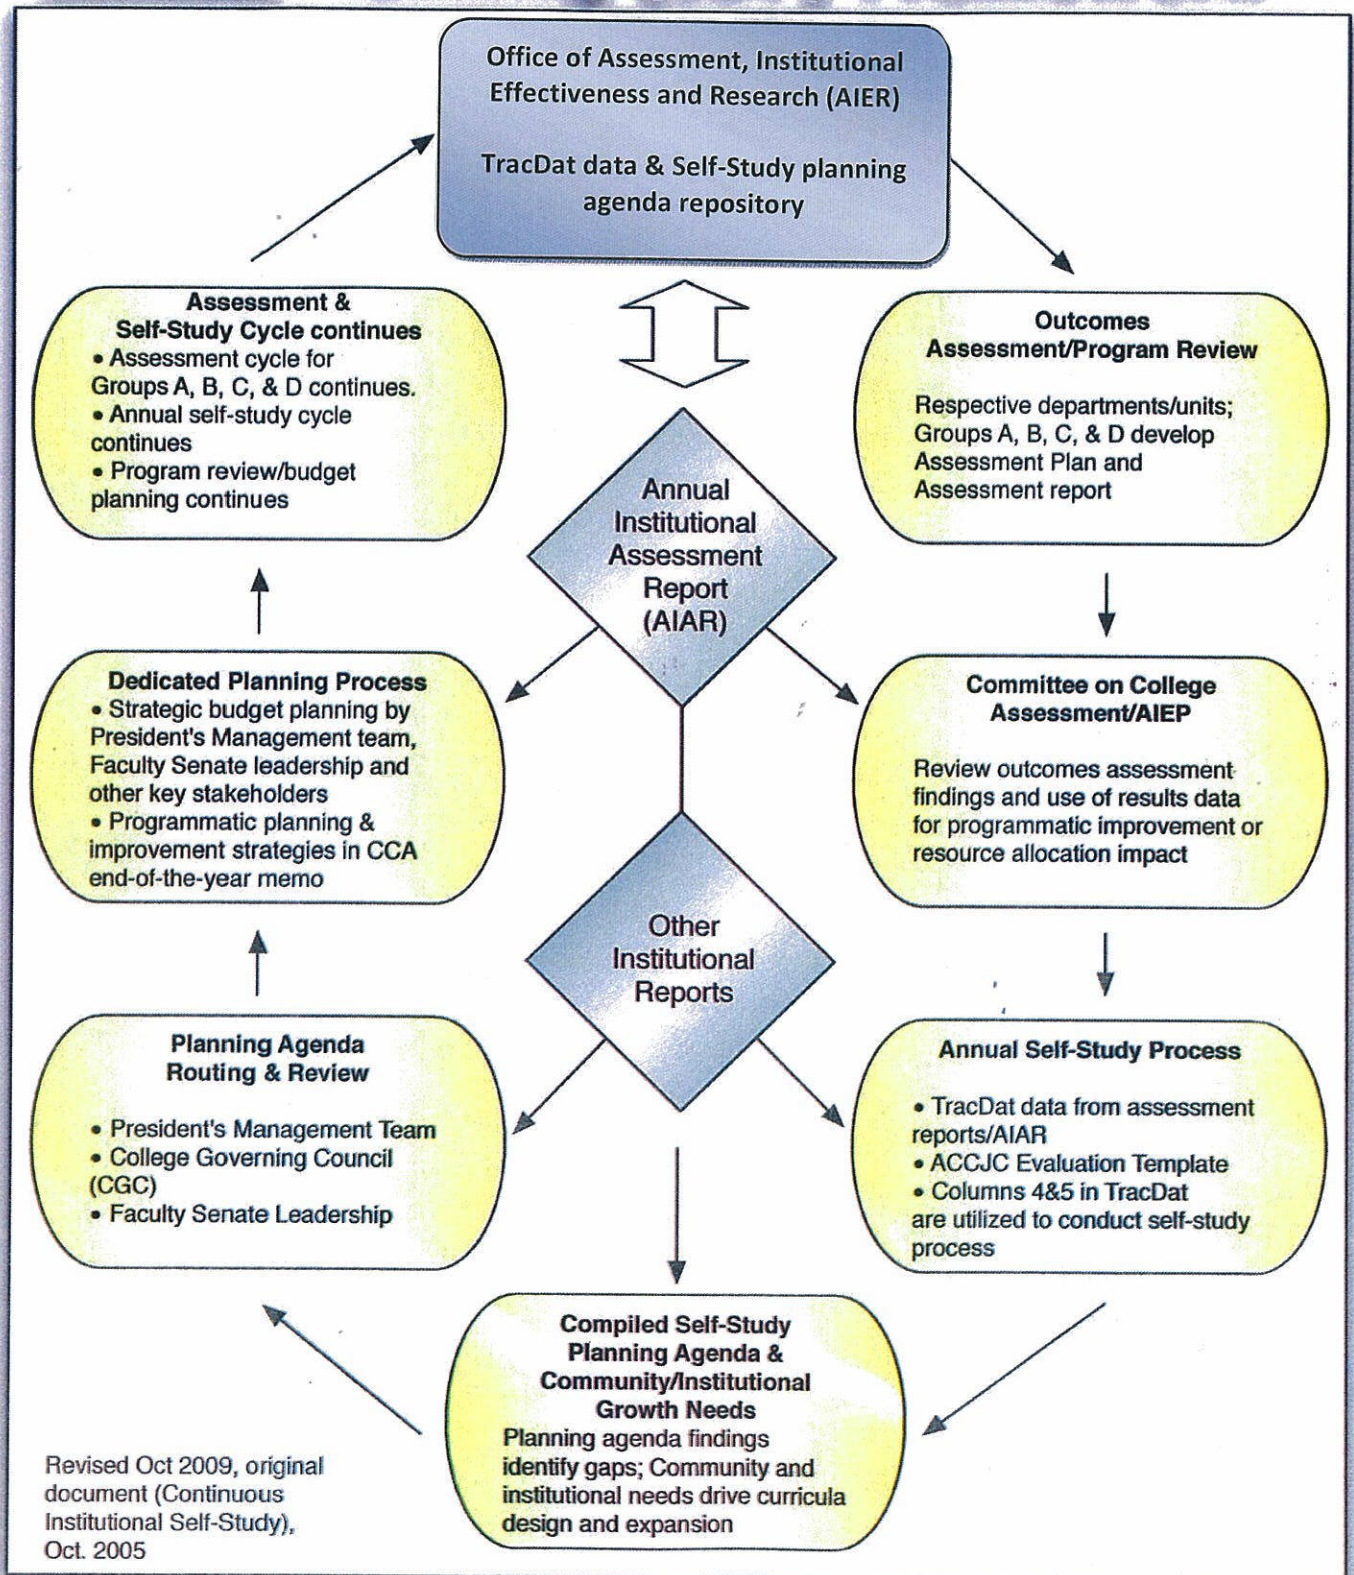 Office of Assessment, Institutional
Effectiveness and Research (AIER)
TracDat data & Self-Study planning
agenda repository
Assessment &
Self-Study Cycle continues
• Assessment cycle for
Groups A, B, C, & D continues.
• Annual self-study cycle
continues
• Program review/budget
planning continues
Outcomes
Assessment/Program Review
Respective departments/units;
Groups A, B, C, & D develop
Assessment Plan and
Assessment report
Annual
Institutional
Assessment
Report
(AIAR)
Dedicated Planning Process
• Strategic budget planning by
President's Management team,
Faculty Senate leadership and
other key stakeholders
• Programmatic planning &
improvement strategies in CCA
end-of-the-year memo
Committee on College
Assessment/AIEP
Review outcomes assessment
findings and use of results data
for programmatic improvement or
resource allocation impact
Other
Institutional
Reports
Planning Agenda
Routing & Review
• President's Management Team
• College Governing Council
(CGC)
• Faculty Senate Leadership
Annual Self-Study Process
• TracDat data from assessment
reports/AIAR
• ACCJC Evaluation Template
• Columns 4&5 in TracDat
are utilized to conduct self-study
process
Compiled Self-Study
Planning Agenda &
Community/Institutional
Growth Needs
Planning agenda findings
identify gaps; Community and
institutional needs drive curricula
design and expansion
Revised Oct 2009, original
document (Continuous
Institutional Self-Study),
Oct. 2005